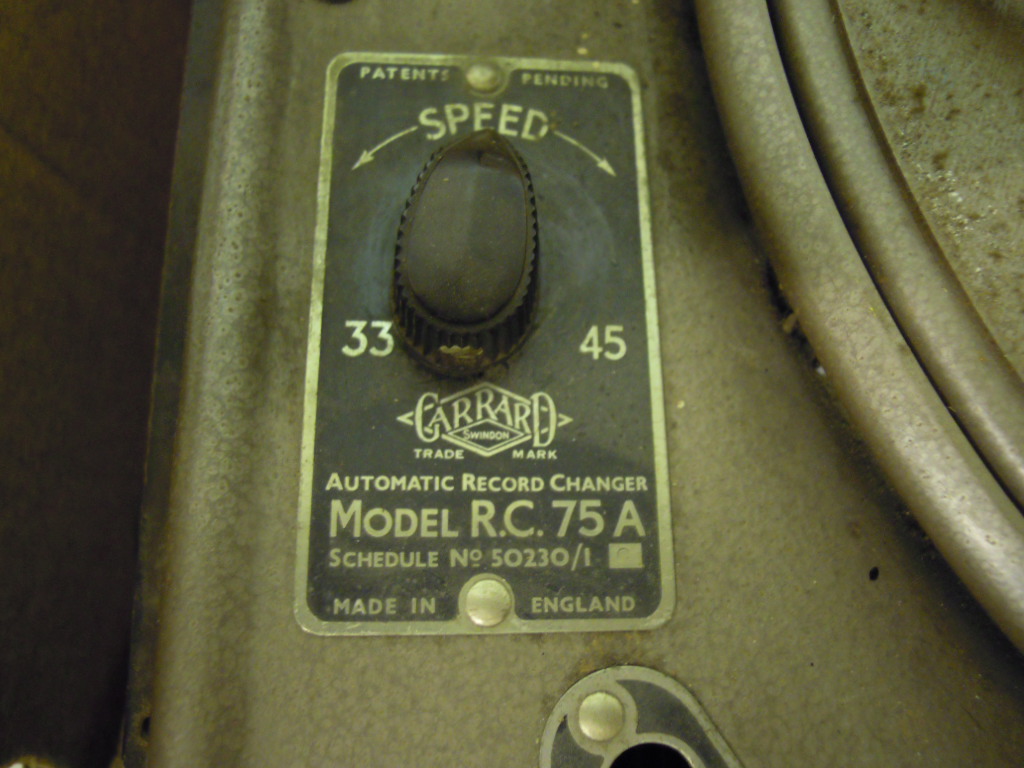 PATENTS PENDING
SPEED
33 45
GARRARD
SWINDON
TRADE MARK
AUTOMATIC RECORD CHANGER
MODEL R.C. 75 A
SCHEDULE Nº 50230/1
MADE IN ENGLAND